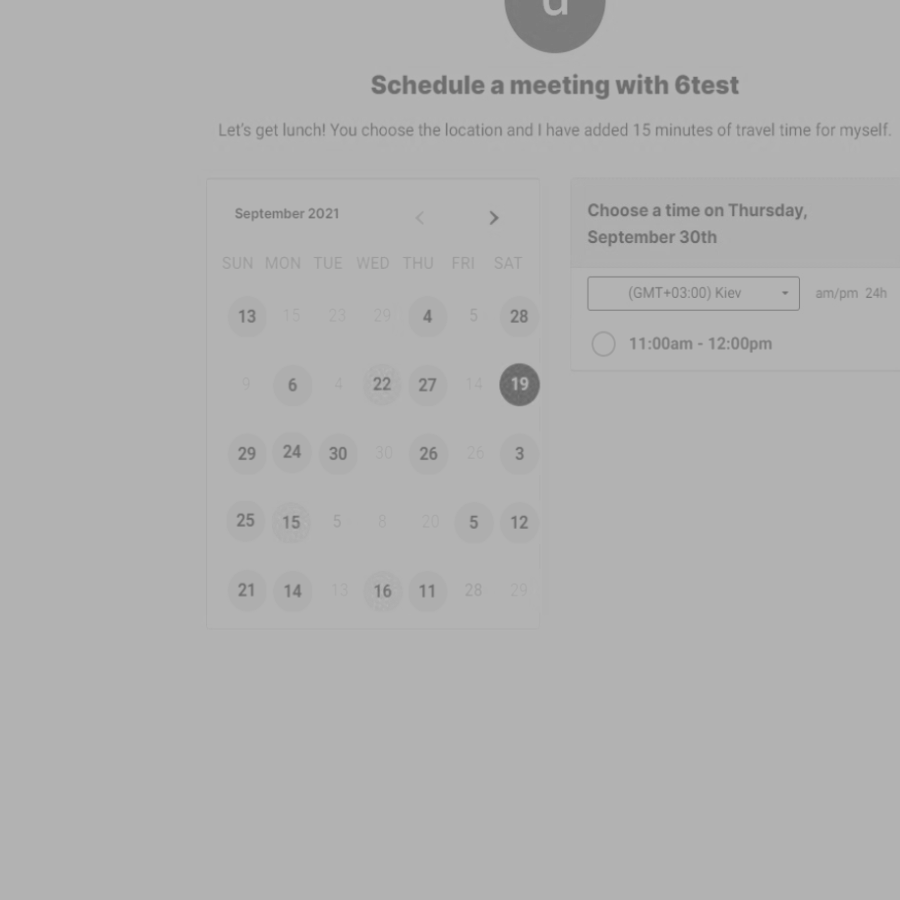 d
Schedule a meeting with 6test
Let's get lunch! You choose the location and I have added 15 minutes of travel time for myself.
September 2021
SUN MON TUE WED THU FRI SAT
13 15 23 29 4 5 28
9 6 4 22 27 14 19
29 24 30 30 26 26 3
25 15 5 8 20 5 12
21 14 13 16 11 28 29
Choose a time on Thursday,
September 30th
(GMT+03:00) Kiev am/pm 24h
11:00am - 12:00pm